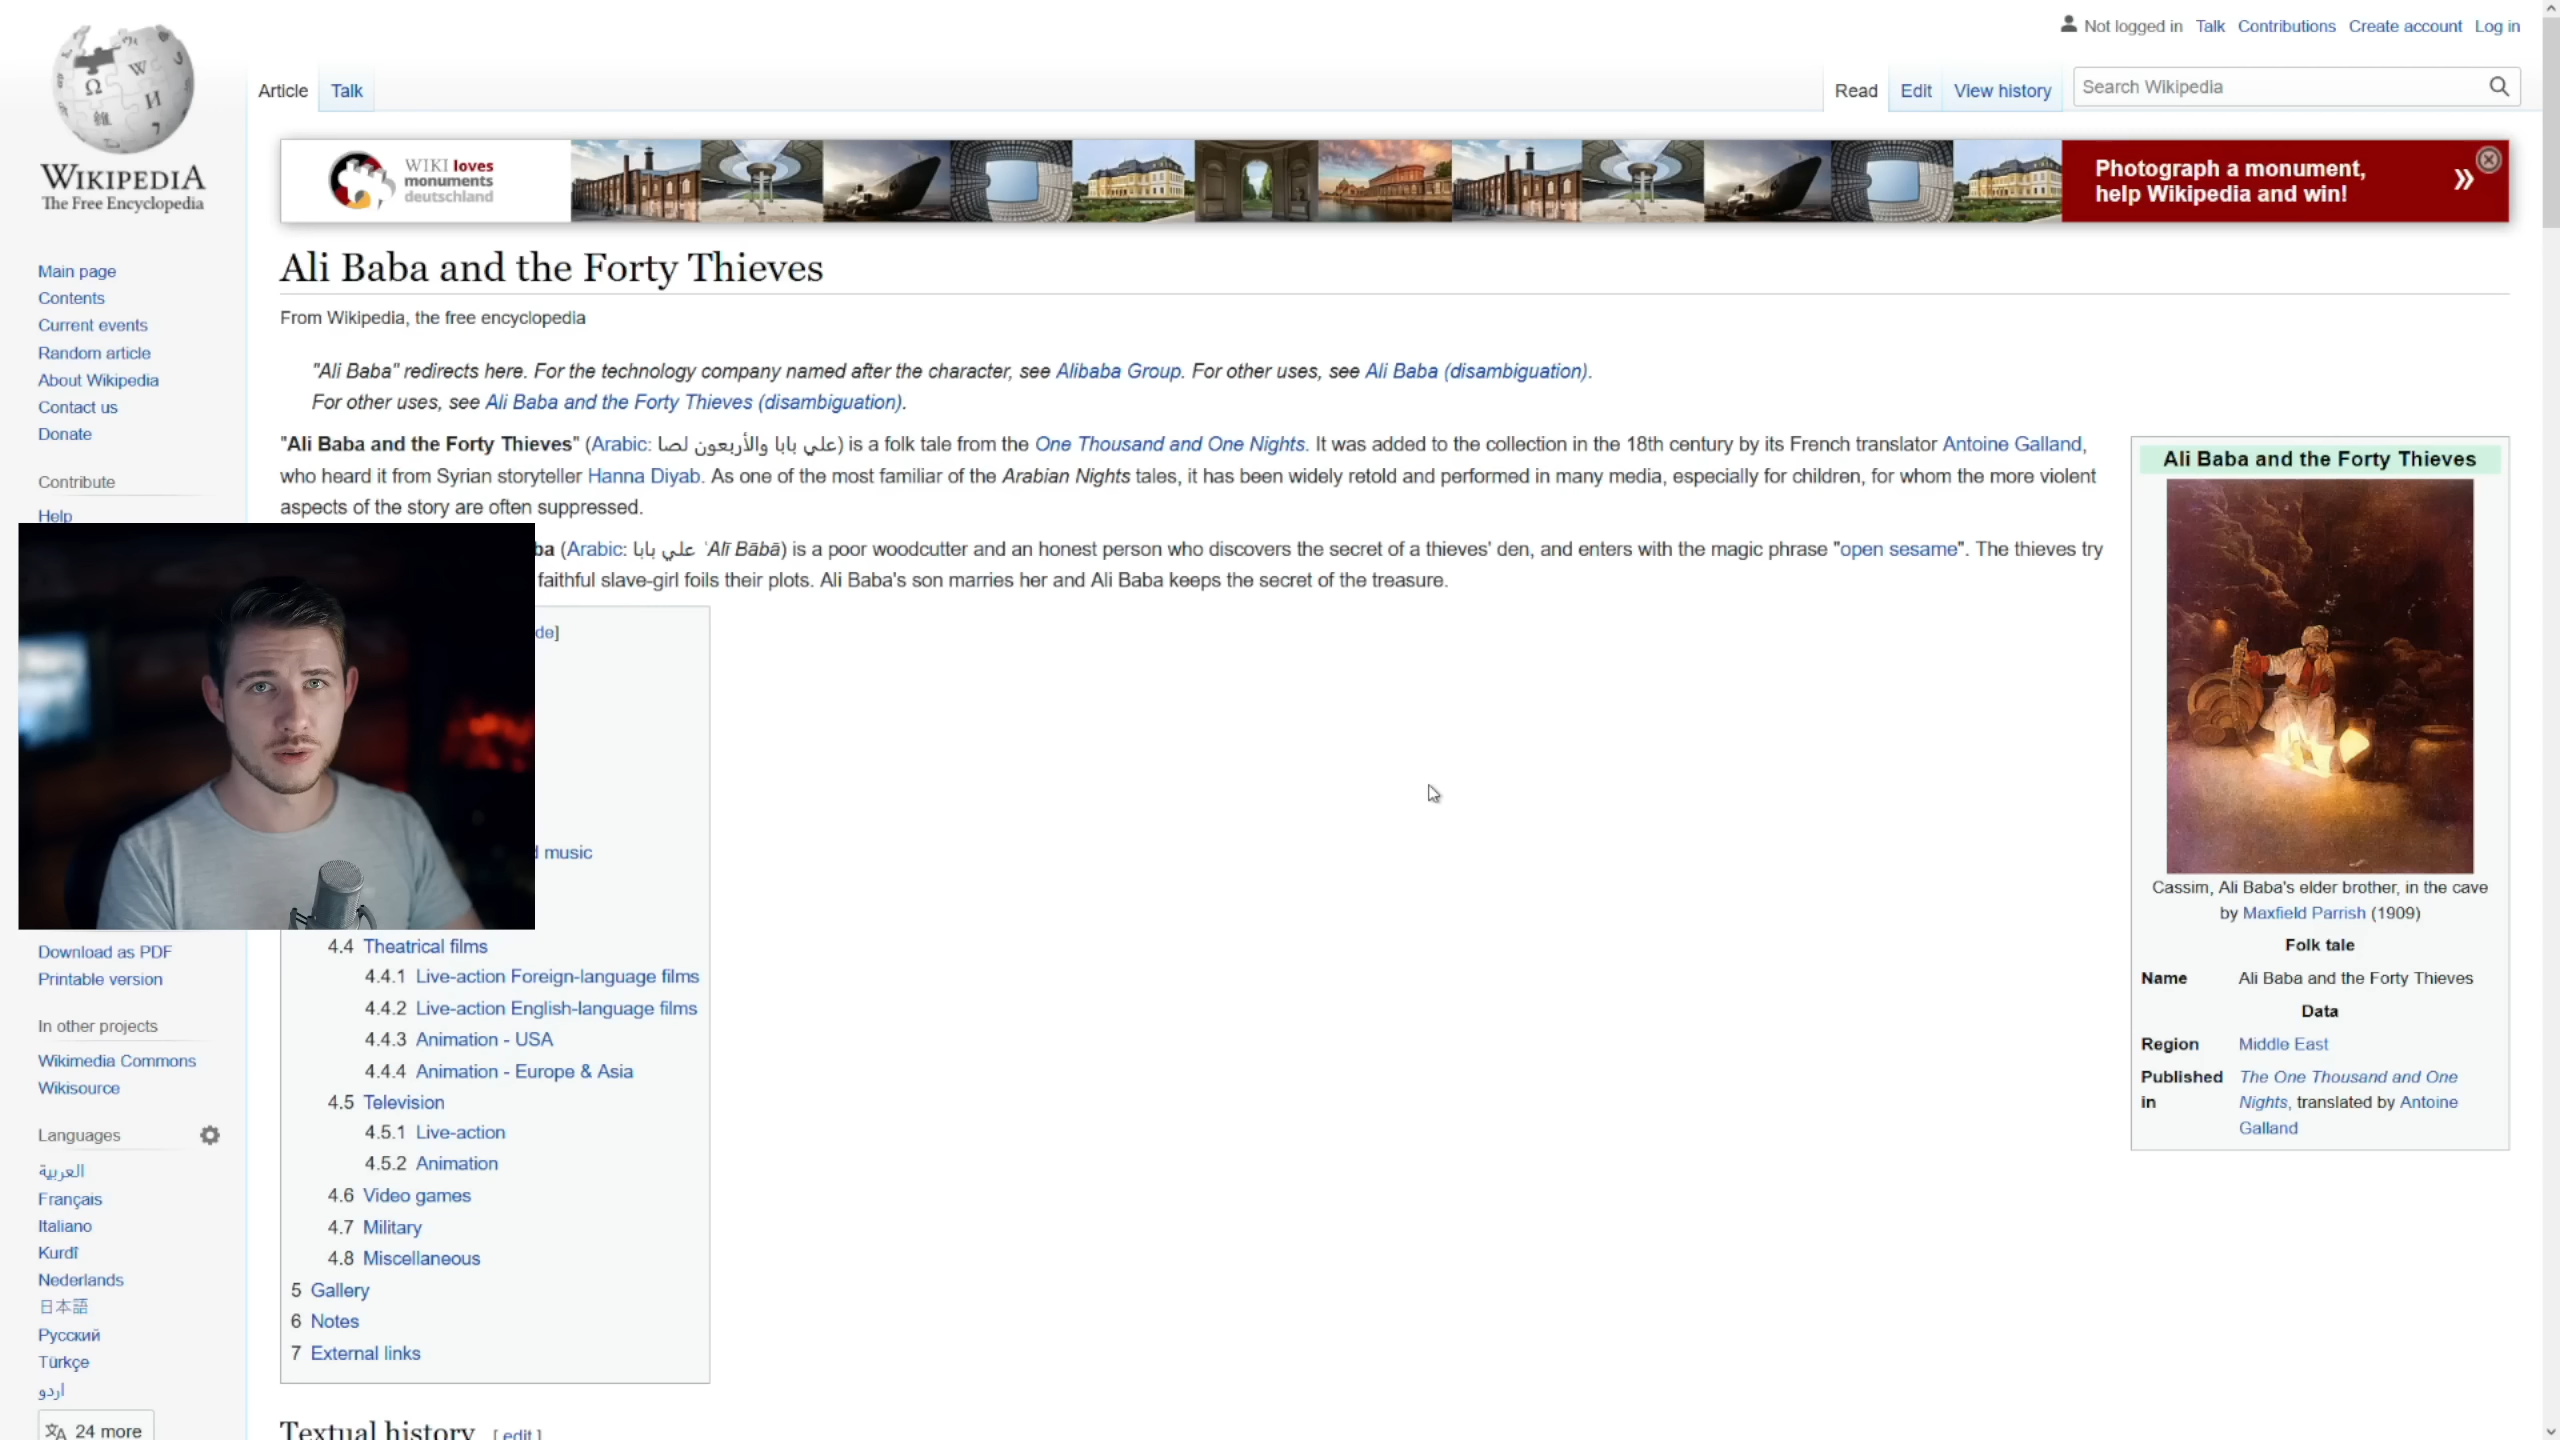 Not logged in Talk Contributions Create account Log in
WIKIPEDIA
The Free Encyclopedia
Article Talk Read Edit View history Search Wikipedia
WIKI loves
monuments
deutschland
Photograph a monument,
help Wikipedia and win!
Main page
Contents
Current events
Random article
About Wikipedia
Contact us
Donate
Contribute
Help
Download as PDF
Printable version
In other projects
Wikimedia Commons
Wikisource
Languages
العربية
Français
Italiano
Kurdî
Nederlands
日本語
Русский
Türkçe
اردو
24 more
Ali Baba and the Forty Thieves
From Wikipedia, the free encyclopedia
"Ali Baba" redirects here. For the technology company named after the character, see Alibaba Group. For other uses, see Ali Baba (disambiguation).
For other uses, see Ali Baba and the Forty Thieves (disambiguation).
"Ali Baba and the Forty Thieves" (Arabic: علي بابا والأربعون لصا) is a folk tale from the One Thousand and One Nights. It was added to the collection in the 18th century by its French translator Antoine Galland,
who heard it from Syrian storyteller Hanna Diyab. As one of the most familiar of the Arabian Nights tales, it has been widely retold and performed in many media, especially for children, for whom the more violent
aspects of the story are often suppressed.
ba (Arabic: علي بابا ʿAlī Bābā) is a poor woodcutter and an honest person who discovers the secret of a thieves' den, and enters with the magic phrase "open sesame". The thieves try
faithful slave-girl foils their plots. Ali Baba's son marries her and Ali Baba keeps the secret of the treasure.
de]
music
4.4 Theatrical films
4.4.1 Live-action Foreign-language films
4.4.2 Live-action English-language films
4.4.3 Animation - USA
4.4.4 Animation - Europe & Asia
4.5 Television
4.5.1 Live-action
4.5.2 Animation
4.6 Video games
4.7 Military
4.8 Miscellaneous
5 Gallery
6 Notes
7 External links
Textual history [ edit ]
Ali Baba and the Forty Thieves
Cassim, Ali Baba's elder brother, in the cave
by Maxfield Parrish (1909)
Folk tale
Name Ali Baba and the Forty Thieves
Data
Region Middle East
Published The One Thousand and One
in Nights, translated by Antoine
Galland